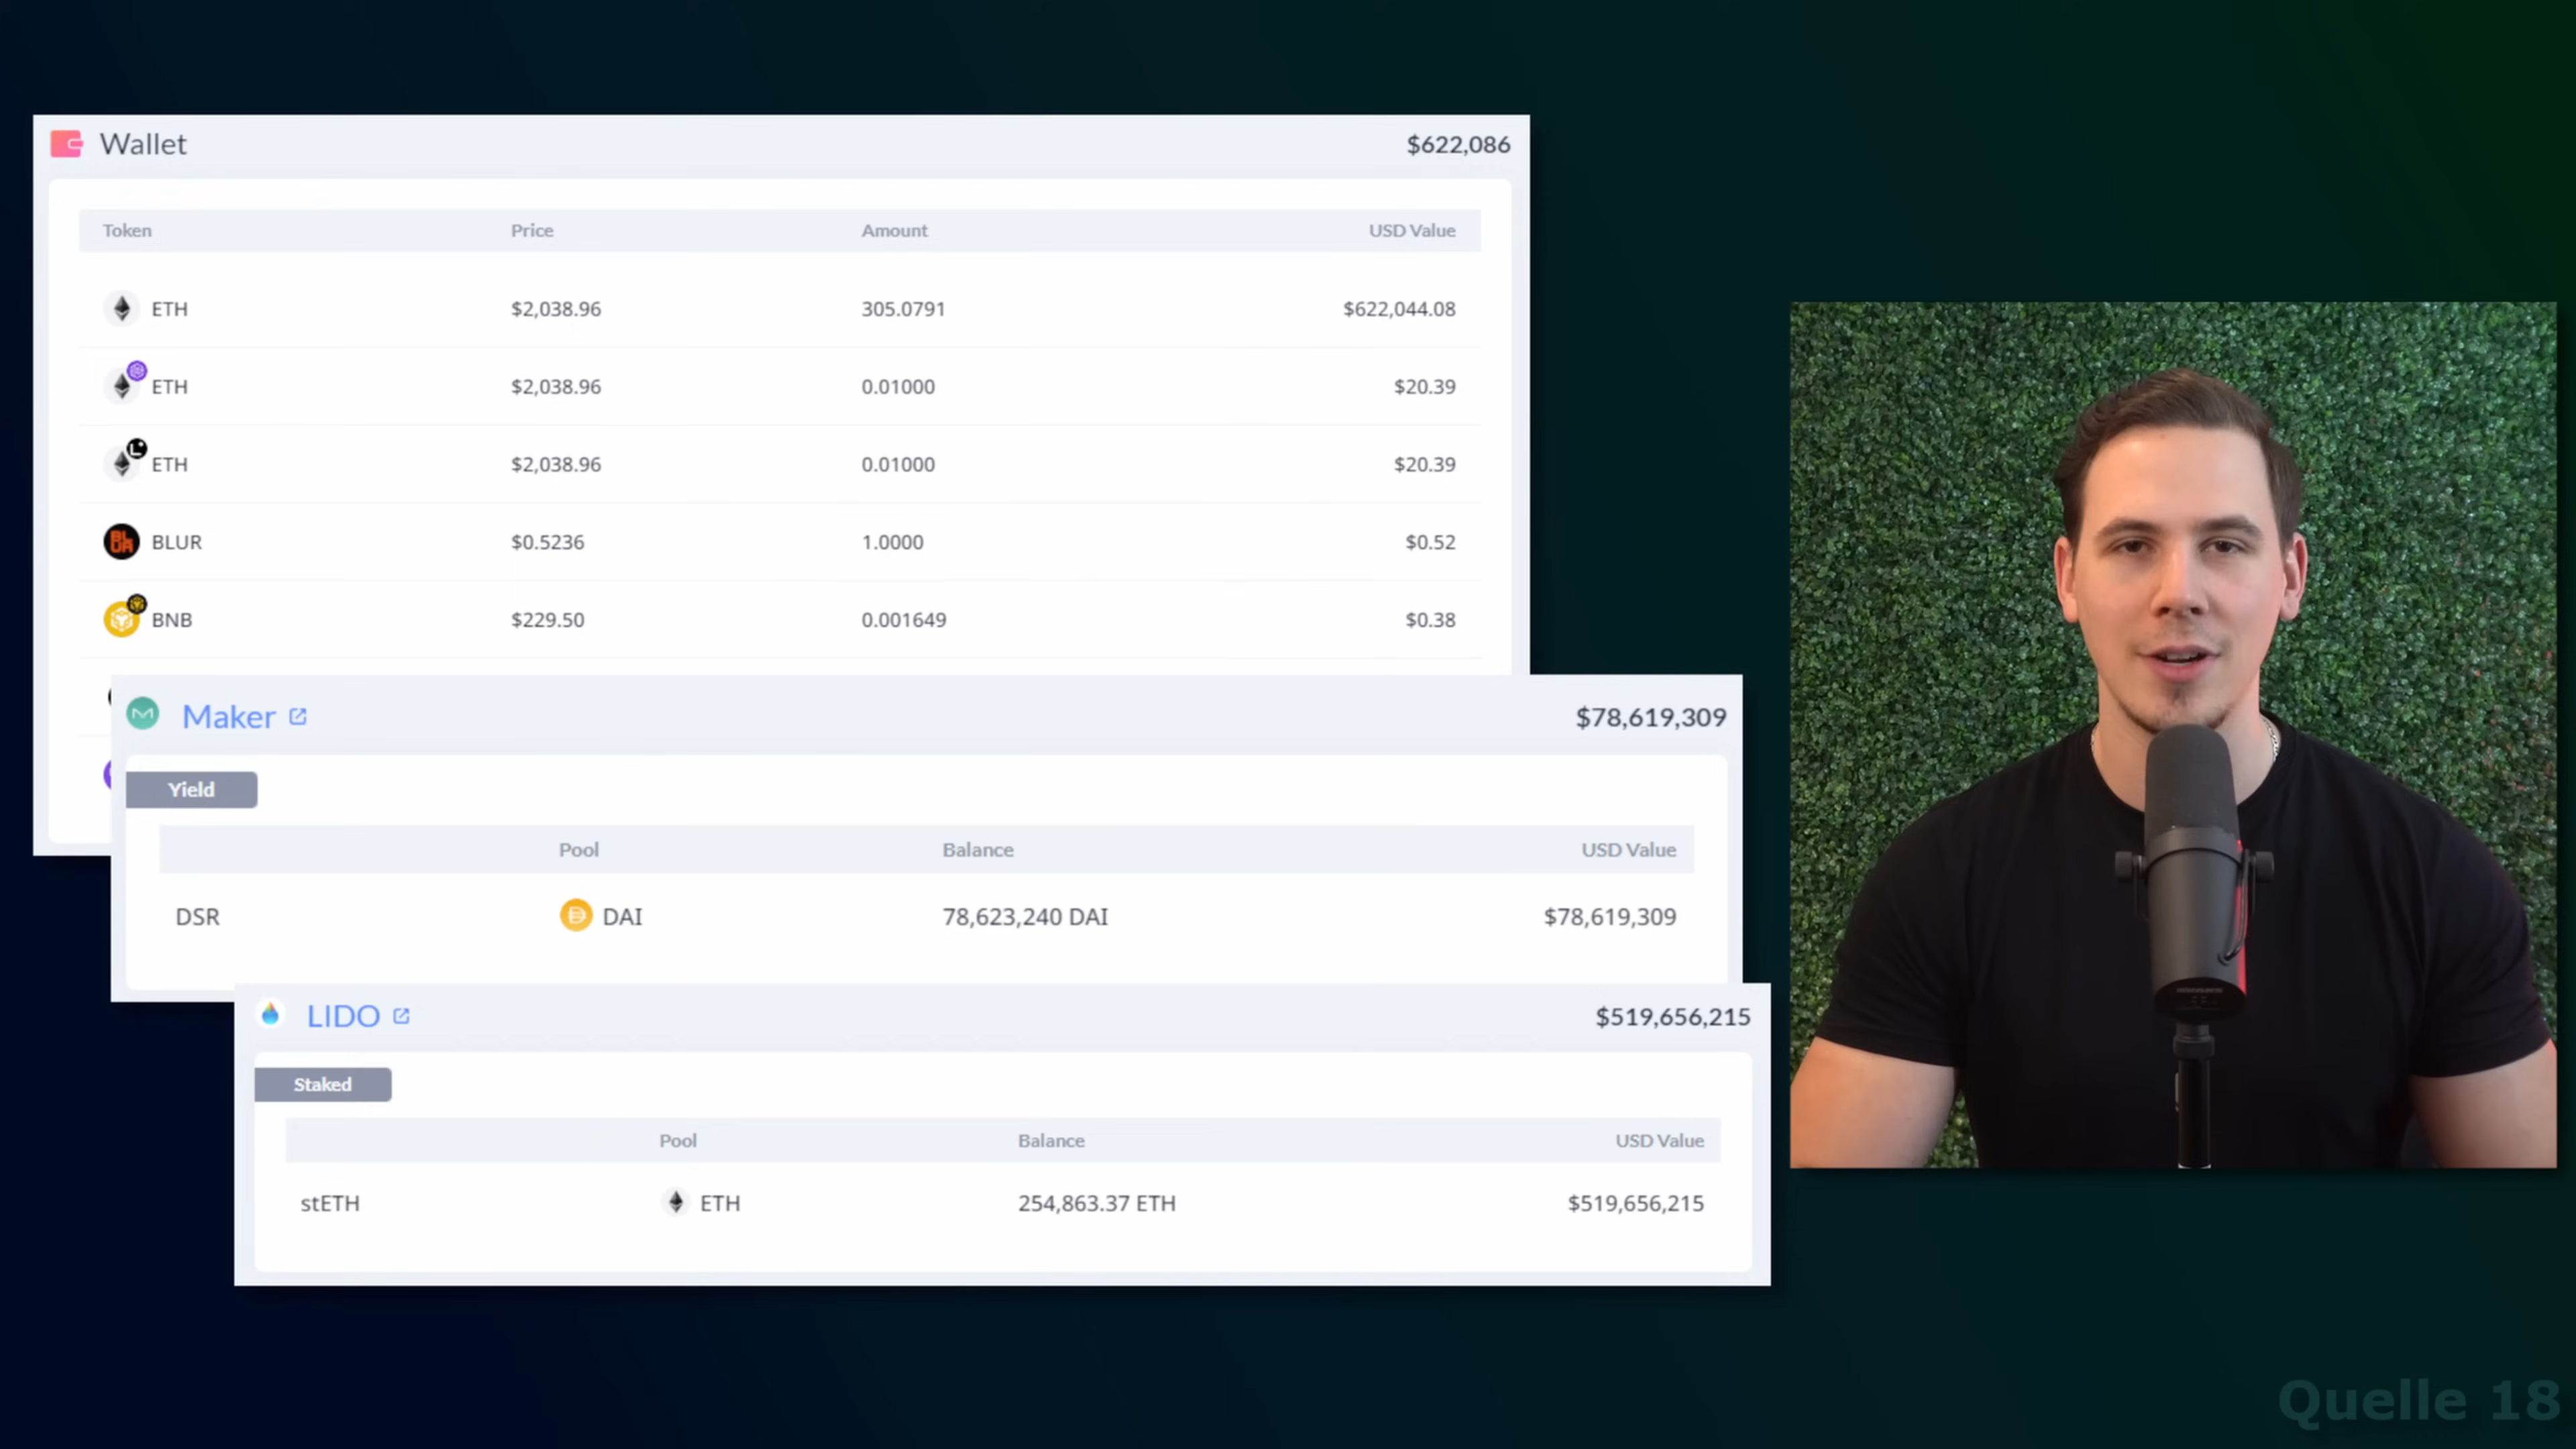 Wallet $622,086
Token Price Amount USD Value
ETH $2,038.96 305.0791 $622,044.08
ETH $2,038.96 0.01000 $20.39
L ETH $2,038.96 0.01000 $20.39
BLUR BLUR $0.5236 1.0000 $0.52
BNB $229.50 0.001649 $0.38
Maker $78,619,309
Yield
Pool Balance USD Value
DSR DAI 78,623,240 DAI $78,619,309
LIDO $519,656,215
Staked
Pool Balance USD Value
stETH ETH 254,863.37 ETH $519,656,215
Quelle 18